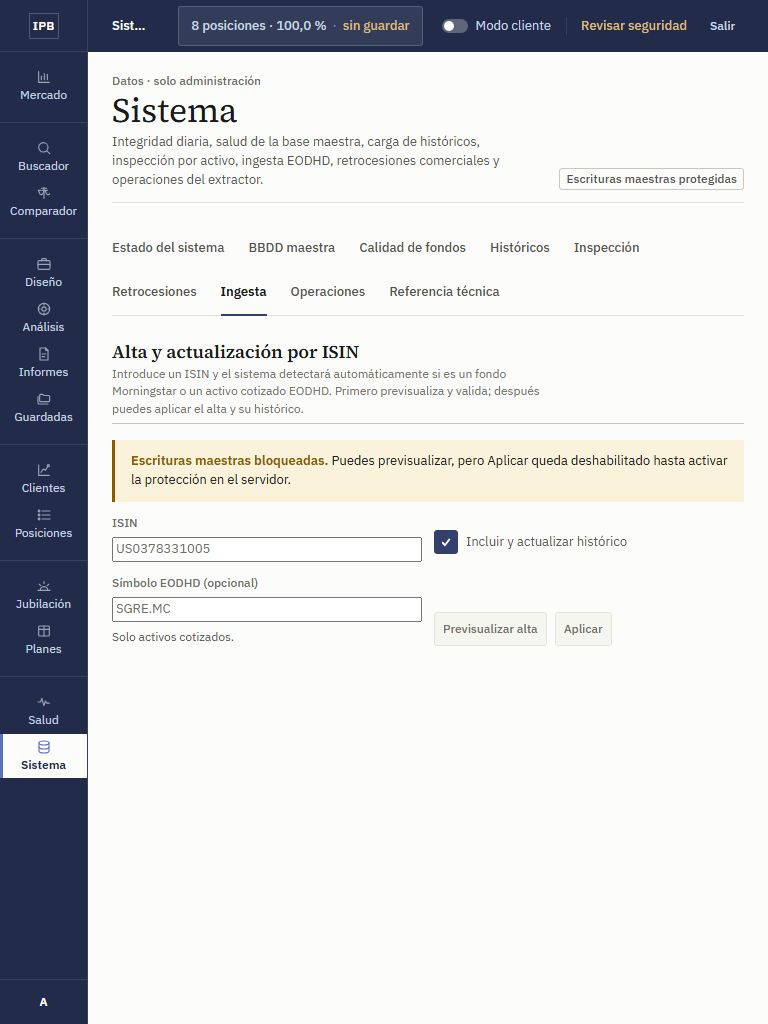 IPB
Sist...
8 posiciones · 100,0 % · sin guardar
Modo cliente
Revisar seguridad
Salir
Mercado
Buscador
Comparador
Diseño
Análisis
Informes
Guardadas
Clientes
Posiciones
Jubilación
Planes
Salud
Sistema
A
Datos · solo administración
Sistema
Integridad diaria, salud de la base maestra, carga de históricos,
inspección por activo, ingesta EODHD, retrocesiones comerciales y
operaciones del extractor.
Escrituras maestras protegidas
Estado del sistema BBDD maestra Calidad de fondos Históricos Inspección
Retrocesiones Ingesta Operaciones Referencia técnica
Alta y actualización por ISIN
Introduce un ISIN y el sistema detectará automáticamente si es un fondo
Morningstar o un activo cotizado EODHD. Primero previsualiza y valida; después
puedes aplicar el alta y su histórico.
Escrituras maestras bloqueadas. Puedes previsualizar, pero Aplicar queda deshabilitado hasta activar
la protección en el servidor.
ISIN
US0378331005
Incluir y actualizar histórico
Símbolo EODHD (opcional)
SGRE.MC
Solo activos cotizados.
Previsualizar alta
Aplicar